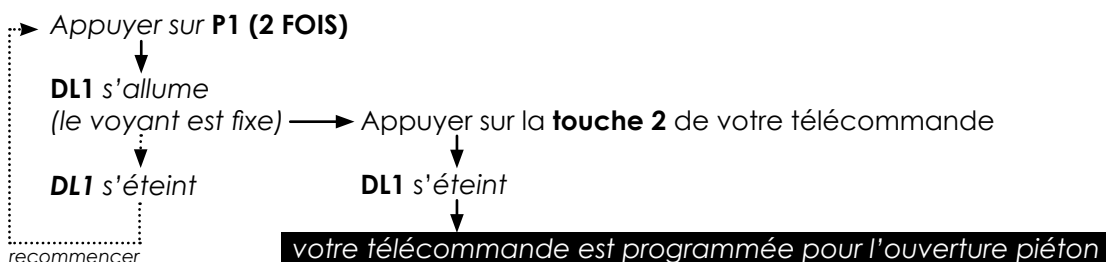 Appuyer sur P1 (2 FOIS)
DL1 s'allume
(le voyant est fixe)
Appuyer sur la touche 2 de votre télécommande
DL1 s'éteint
DL1 s'éteint
recommencer
votre télécommande est programmée pour l'ouverture piéton